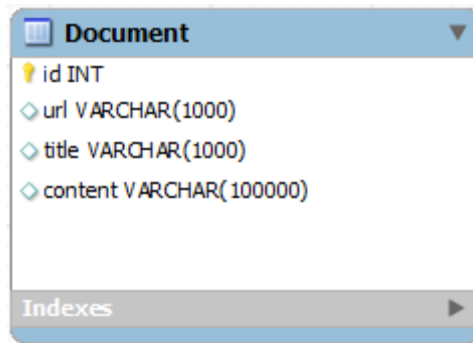 Document
id INT
url VARCHAR(1000)
title VARCHAR(1000)
content VARCHAR(100000)
Indexes